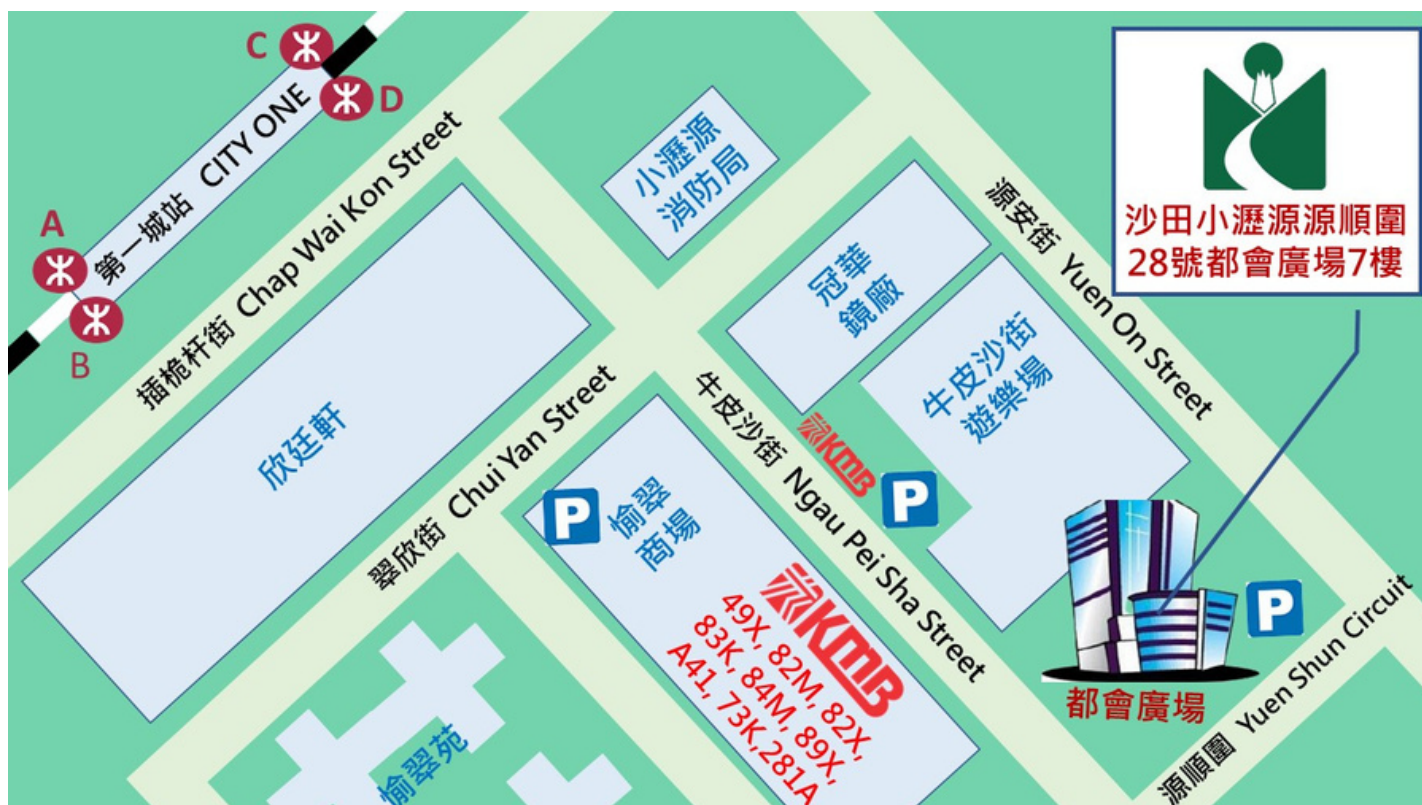 C
D
第一城站 CITY ONE
A
B
插桅杆街 Chap Wai Kon Street
小瀝源
消防局
沙田小瀝源源順圍
28號都會廣場7樓
源安街 Yuen On Street
冠華
鏡廠
牛皮沙街
遊樂場
欣廷軒
翠欣街 Chui Yan Street
牛皮沙街 Ngau Pei Sha Street
KMB
P
P
愉翠
商場
KMB
49X, 82M, 82X,
83K, 84M, 89X,
A41, 73K,281A
愉翠苑
P
都會廣場
源順圍 Yuen Shun Circuit